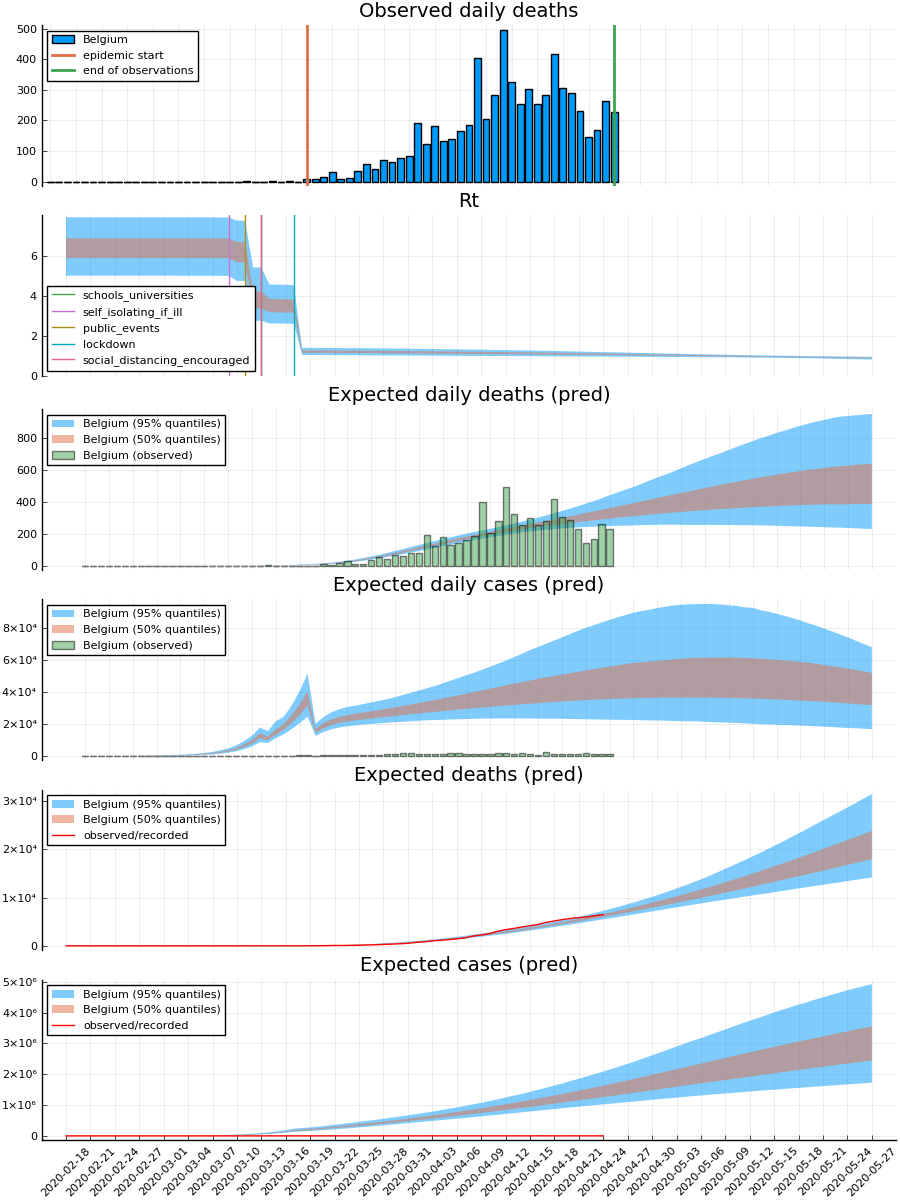 Observed daily deaths
500
400
300
200
100
0
Belgium
epidemic start
end of observations
Rt
6
4
2
0
schools_universities
self_isolating_if_ill
public_events
lockdown
social_distancing_encouraged
Expected daily deaths (pred)
800
600
400
200
0
Belgium (95% quantiles)
Belgium (50% quantiles)
Belgium (observed)
Expected daily cases (pred)
8×10⁴
6×10⁴
4×10⁴
2×10⁴
0
Belgium (95% quantiles)
Belgium (50% quantiles)
Belgium (observed)
Expected deaths (pred)
3×10⁴
2×10⁴
1×10⁴
0
Belgium (95% quantiles)
Belgium (50% quantiles)
observed/recorded
Expected cases (pred)
5×10⁶
4×10⁶
3×10⁶
2×10⁶
1×10⁶
0
Belgium (95% quantiles)
Belgium (50% quantiles)
observed/recorded
2020-02-18
2020-02-21
2020-02-24
2020-02-27
2020-03-01
2020-03-04
2020-03-07
2020-03-10
2020-03-13
2020-03-16
2020-03-19
2020-03-22
2020-03-25
2020-03-28
2020-03-31
2020-04-03
2020-04-06
2020-04-09
2020-04-12
2020-04-15
2020-04-18
2020-04-21
2020-04-24
2020-04-27
2020-04-30
2020-05-03
2020-05-06
2020-05-09
2020-05-12
2020-05-15
2020-05-18
2020-05-21
2020-05-24
2020-05-27